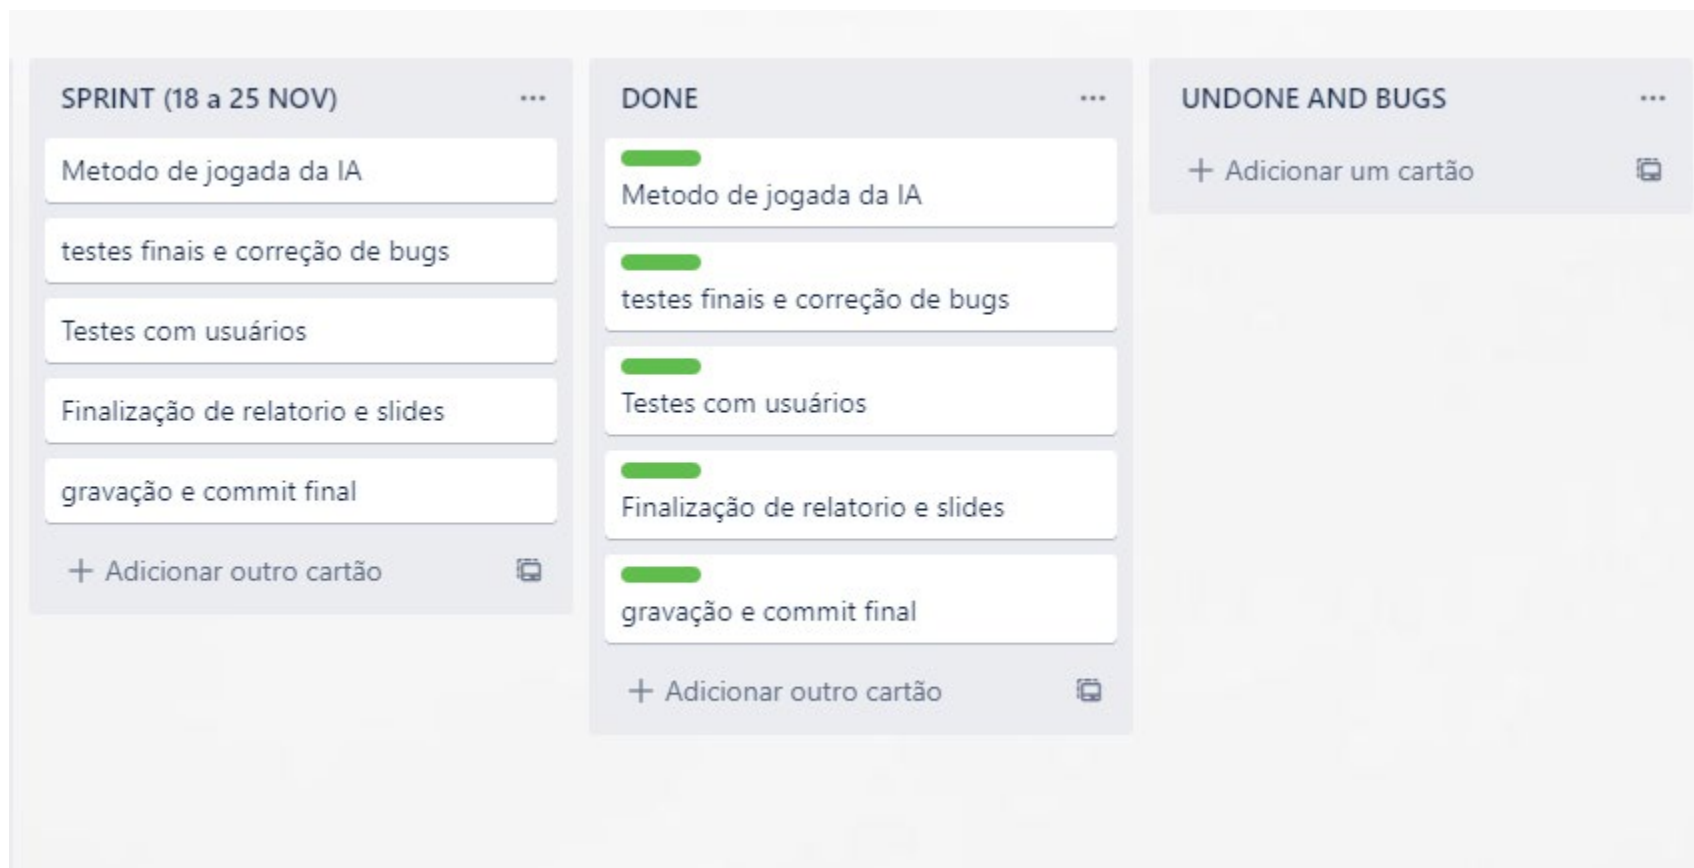 SPRINT (18 a 25 NOV)
Metodo de jogada da IA
testes finais e correção de bugs
Testes com usuários
Finalização de relatorio e slides
gravação e commit final
+ Adicionar outro cartão
DONE
Metodo de jogada da IA
testes finais e correção de bugs
Testes com usuários
Finalização de relatorio e slides
gravação e commit final
+ Adicionar outro cartão
UNDONE AND BUGS
+ Adicionar um cartão